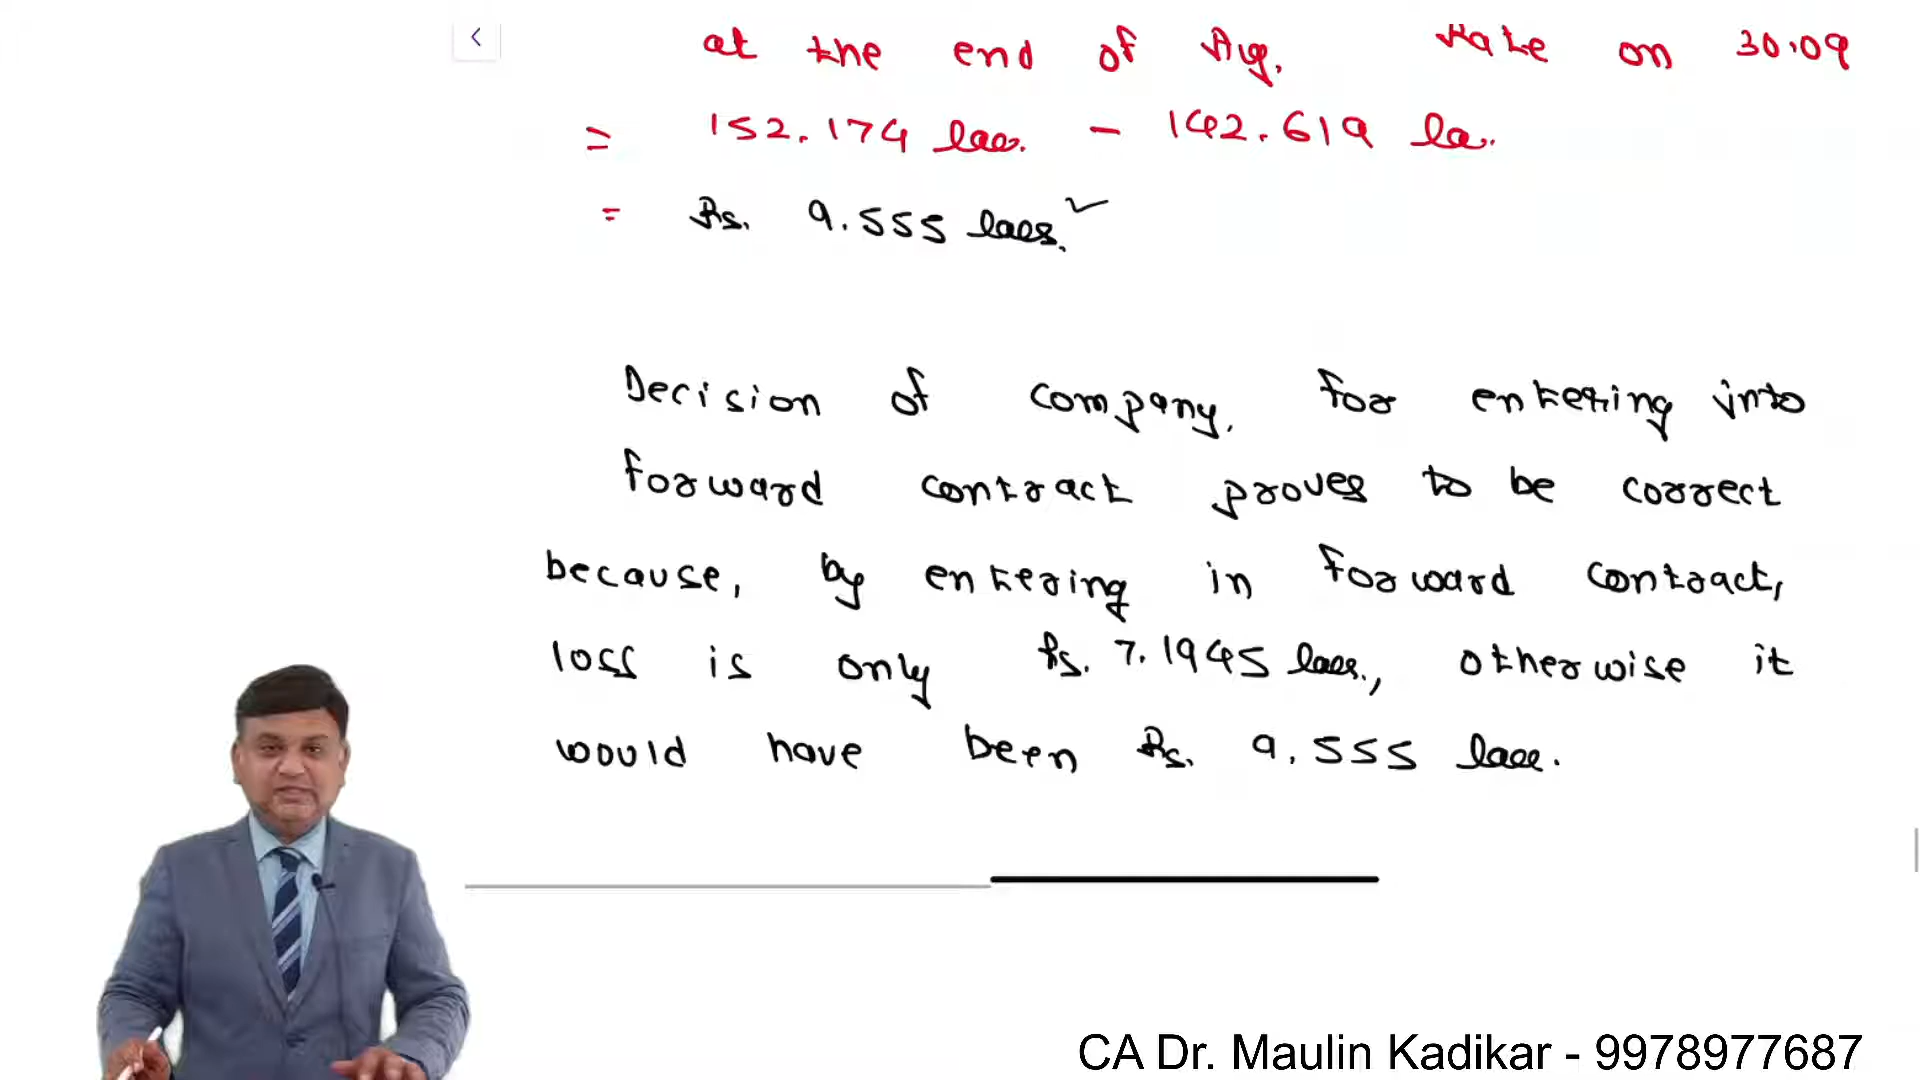 at the end of Aug. Rate on 30.09
= 152.174 lacs. - 142.619 la.
= Rs. 9.555 lacs.
Decision of company, for entering into
forward contract proves to be correct
because, by entering in forward contract,
loss is only Rs. 7.1945 lacs., otherwise it
would have been Rs. 9.555 lacs.
CA Dr. Maulin Kadikar - 9978977687